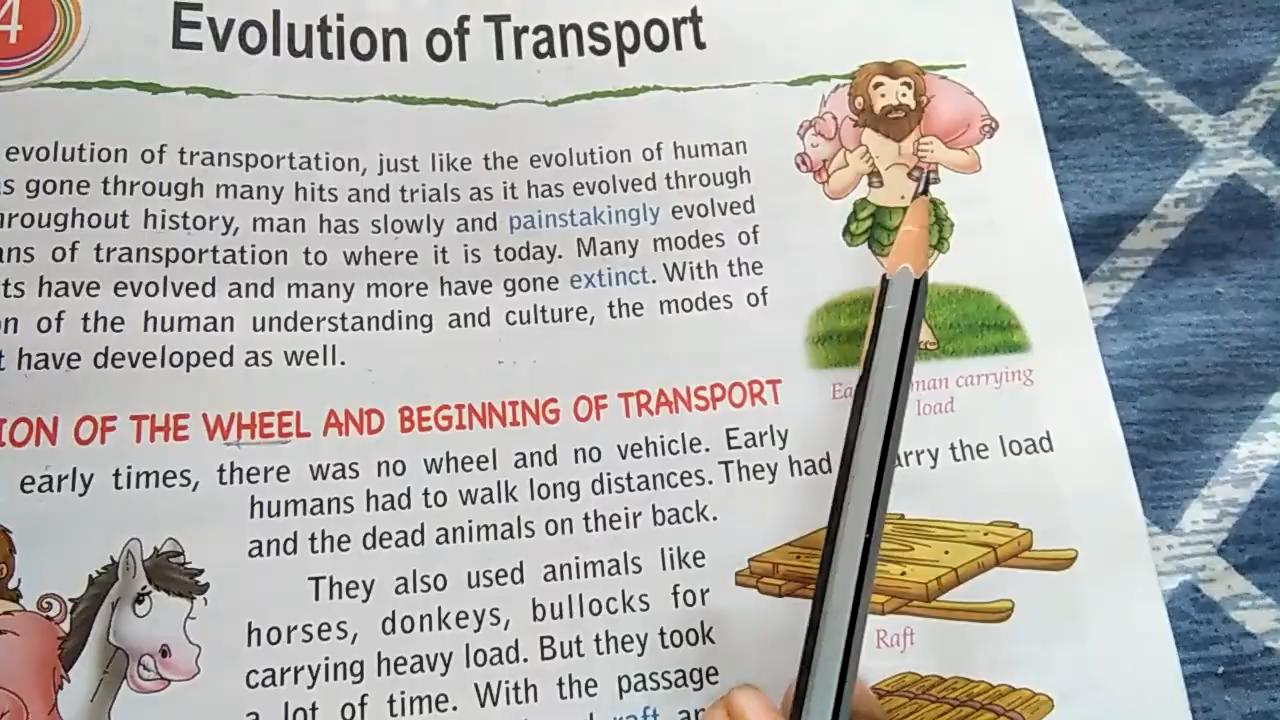 4
Evolution of Transport
evolution of transportation, just like the evolution of human
gone through many hits and trials as it has evolved through
history, man has slowly and painstakingly evolved
of transportation to where it is today. Many modes of
have evolved and many more have gone extinct. With the
of the human understanding and culture, the modes of
have developed as well.
man carrying
load
OF THE WHEEL AND BEGINNING OF TRANSPORT
early times, there was no wheel and no vehicle. Early
humans had to walk long distances. They had the load
and the dead animals on their back.
They also used animals like
horses, donkeys, bullocks for
carrying heavy load. But they took
a lot of time. With the passage
Raft